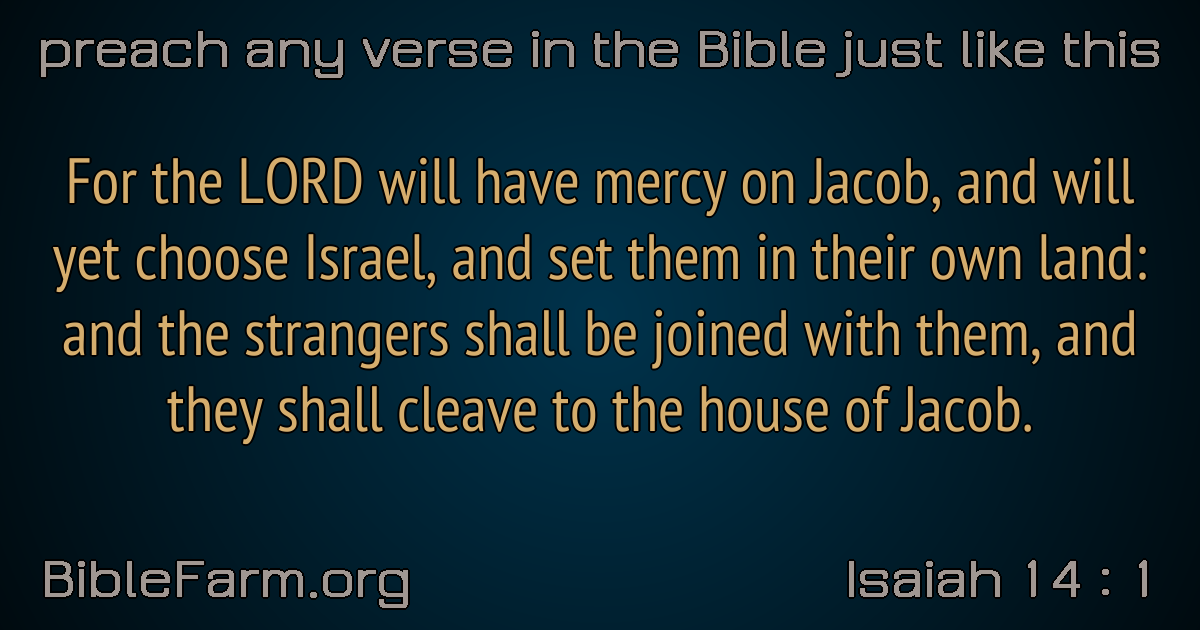 preach any verse in the Bible just like this
For the LORD will have mercy on Jacob, and will
yet choose Israel, and set them in their own land:
and the strangers shall be joined with them, and
they shall cleave to the house of Jacob.
BibleFarm.org
Isaiah 14 : 1